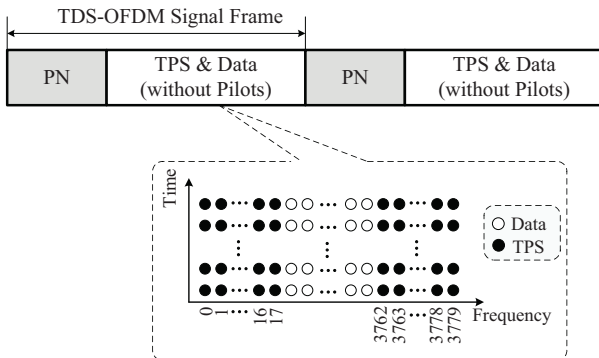 TDS-OFDM Signal Frame
PN
TPS & Data
(without Pilots)
PN
TPS & Data
(without Pilots)
Time
Data
TPS
0
1
16
17
3762
3763
3778
3779
Frequency